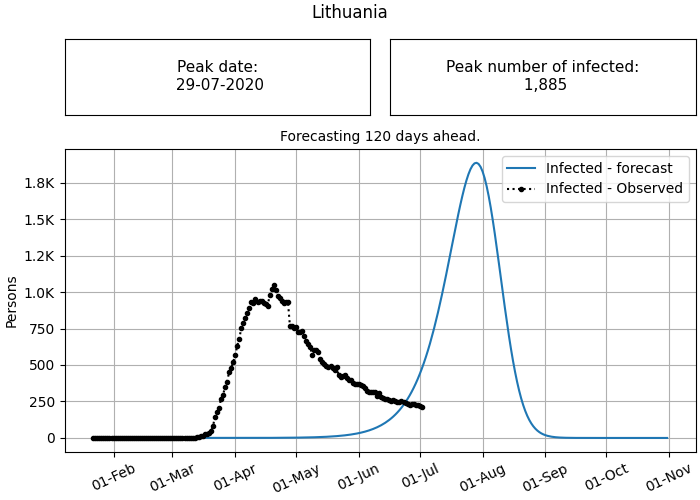 Lithuania
Peak date:
29-07-2020
Peak number of infected:
1,885
Forecasting 120 days ahead.
Infected - forecast
Infected - Observed
1.8K
1.5K
1.2K
1.0K
750
500
250
0
Persons
01-Feb
01-Mar
01-Apr
01-May
01-Jun
01-Jul
01-Aug
01-Sep
01-Oct
01-Nov